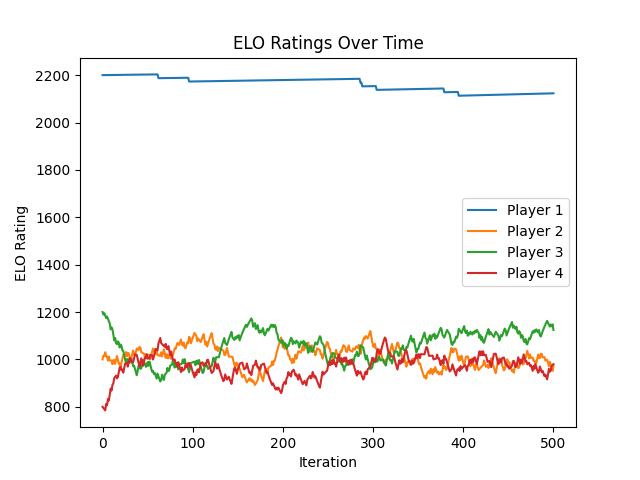 ELO Ratings Over Time
2200
2000
1800
1600
1400
1200
1000
800
ELO Rating
Player 1
Player 2
Player 3
Player 4
0 100 200 300 400 500
Iteration